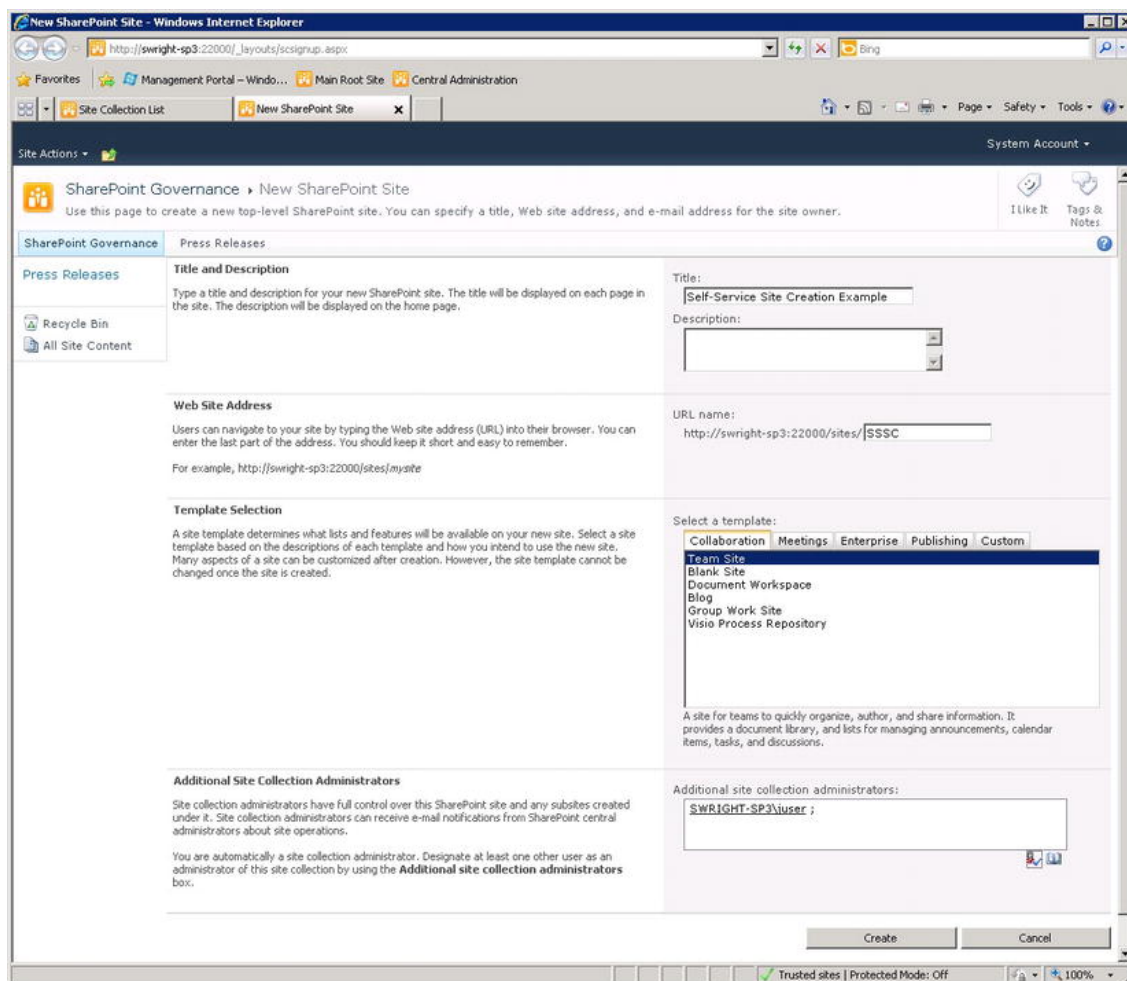 New SharePoint Site - Windows Internet Explorer
http://swright-sp3:22000/_layouts/scsignup.aspx
Bing
Favorites
Management Portal – Windo...
Main Root Site
Central Administration
Site Collection List
New SharePoint Site
Page
Safety
Tools
Site Actions
System Account
SharePoint Governance
New SharePoint Site
Use this page to create a new top-level SharePoint site. You can specify a title, Web site address, and e-mail address for the site owner.
I Like It
Tags &
Notes
SharePoint Governance
Press Releases
Press Releases
Recycle Bin
All Site Content
Title and Description
Type a title and description for your new SharePoint site. The title will be displayed on each page in
the site. The description will be displayed on the home page.
Title:
Self-Service Site Creation Example
Description:
Web Site Address
Users can navigate to your site by typing the Web site address (URL) into their browser. You can
enter the last part of the address. You should keep it short and easy to remember.
For example, http://swright-sp3:22000/sites/mysite
URL name:
http://swright-sp3:22000/sites/ SSSC
Template Selection
A site template determines what lists and features will be available on your new site. Select a site
template based on the descriptions of each template and how you intend to use the new site.
Many aspects of a site can be customized after creation. However, the site template cannot be
changed once the site is created.
Select a template:
Collaboration Meetings Enterprise Publishing Custom
Team Site
Blank Site
Document Workspace
Blog
Group Work Site
Visio Process Repository
A site for teams to quickly organize, author, and share information. It
provides a document library, and lists for managing announcements, calendar
items, tasks, and discussions.
Additional Site Collection Administrators
Site collection administrators have full control over this SharePoint site and any subsites created
under it. Site collection administrators can receive e-mail notifications from SharePoint central
administrators about site operations.
You are automatically a site collection administrator. Designate at least one other user as an
administrator of this site collection by using the Additional site collection administrators
box.
Additional site collection administrators:
SWRIGHT-SP3\juser ;
Create
Cancel
Trusted sites | Protected Mode: Off
100%